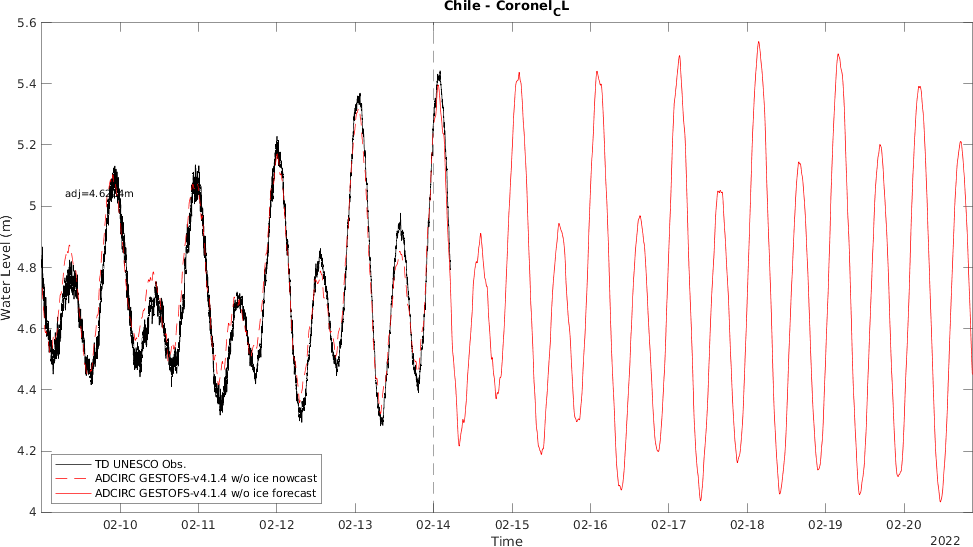 Chile - Coronel_CL
5.6
5.4
5.2
5
4.8
4.6
4.4
4.2
4
Water Level (m)
TD UNESCO Obs.
ADCIRC GESTOFS-v4.1.4 w/o ice nowcast
ADCIRC GESTOFS-v4.1.4 w/o ice forecast
02-10 02-11 02-12 02-13 02-14 02-15 02-16 02-17 02-18 02-19 02-20
Time
2022